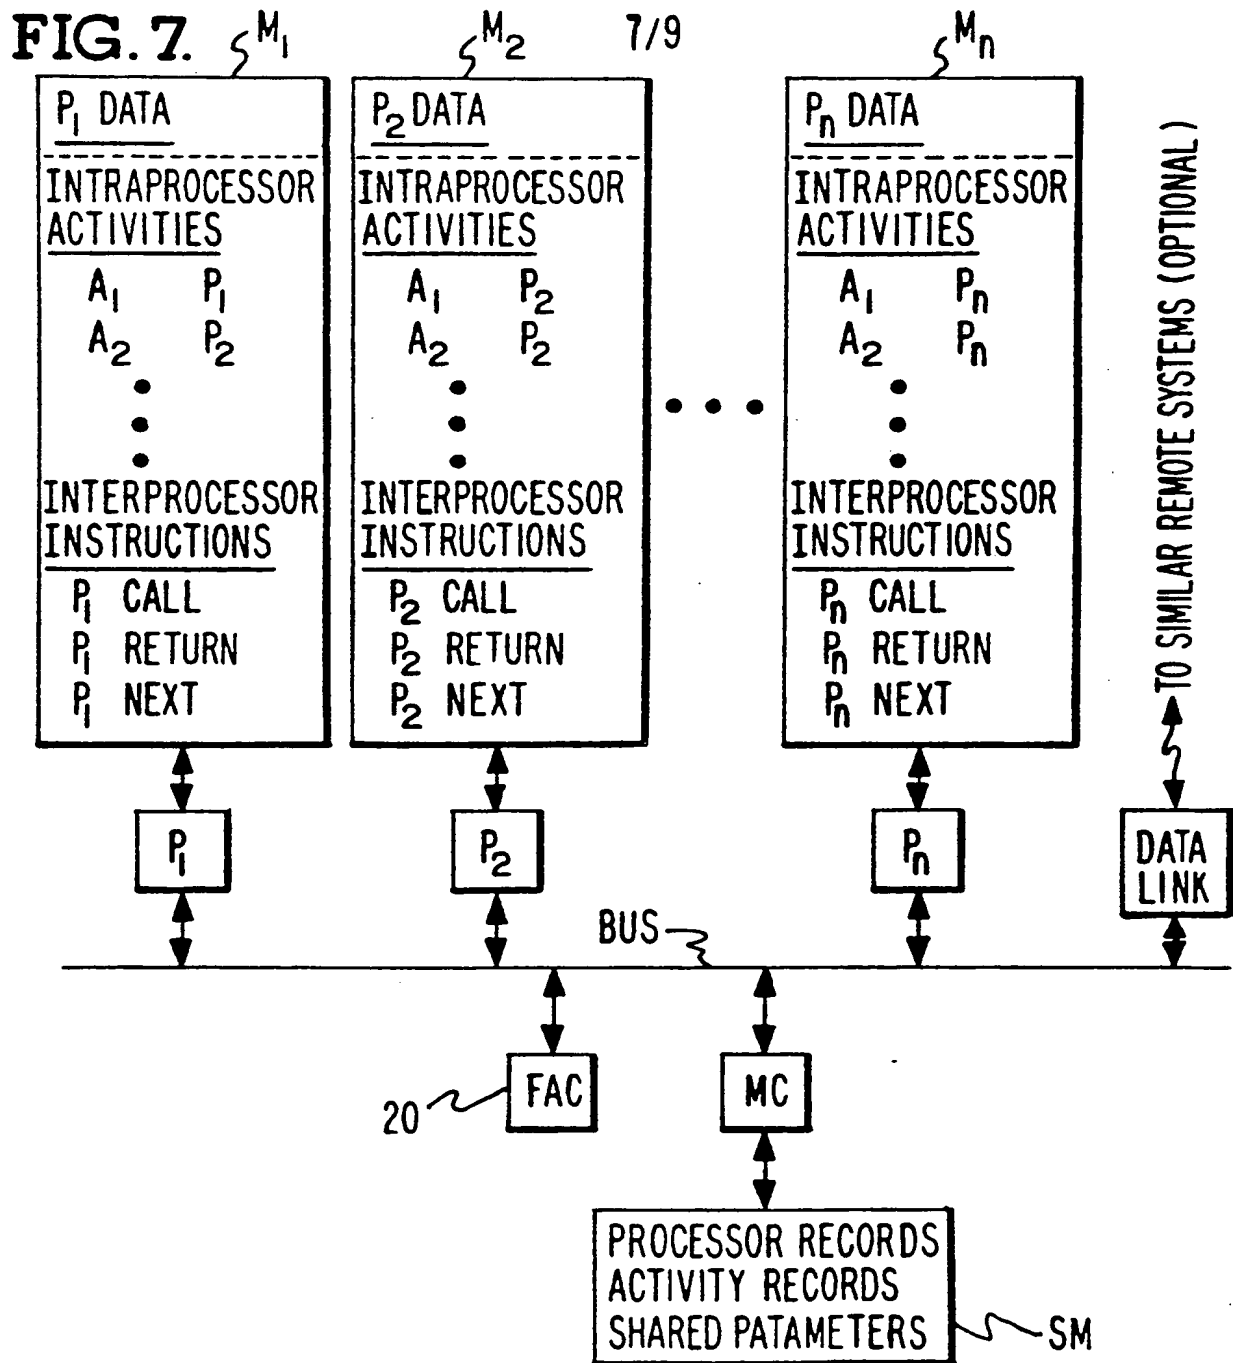 FIG. 7.
7/9
M₁
P₁ DATA
INTRAPROCESSOR
ACTIVITIES
A₁ P₁
A₂ P₂
INTERPROCESSOR
INSTRUCTIONS
P₁ CALL
P₁ RETURN
P₁ NEXT
M₂
P₂ DATA
INTRAPROCESSOR
ACTIVITIES
A₁ P₂
A₂ P₂
INTERPROCESSOR
INSTRUCTIONS
P₂ CALL
P₂ RETURN
P₂ NEXT
Mₙ
Pₙ DATA
INTRAPROCESSOR
ACTIVITIES
A₁ Pₙ
A₂ Pₙ
INTERPROCESSOR
INSTRUCTIONS
Pₙ CALL
Pₙ RETURN
Pₙ NEXT
TO SIMILAR REMOTE SYSTEMS (OPTIONAL)
P₁
P₂
Pₙ
DATA
LINK
BUS
20
FAC
MC
PROCESSOR RECORDS
ACTIVITY RECORDS
SHARED PATAMETERS
SM